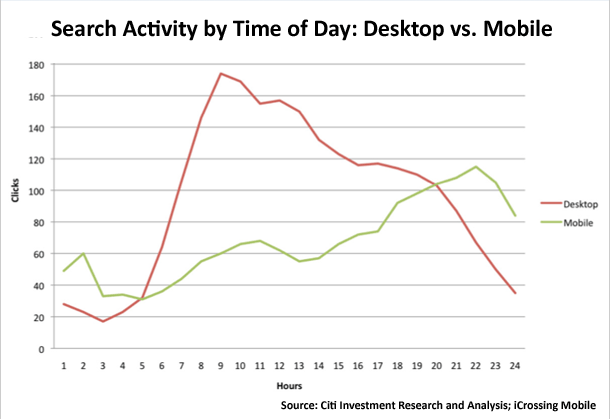 Search Activity by Time of Day: Desktop vs. Mobile
180
160
140
120
100
80
60
40
20
0
Clicks
1 2 3 4 5 6 7 8 9 10 11 12 13 14 15 16 17 18 19 20 21 22 23 24
Hours
Desktop
Mobile
Source: Citi Investment Research and Analysis; iCrossing Mobile